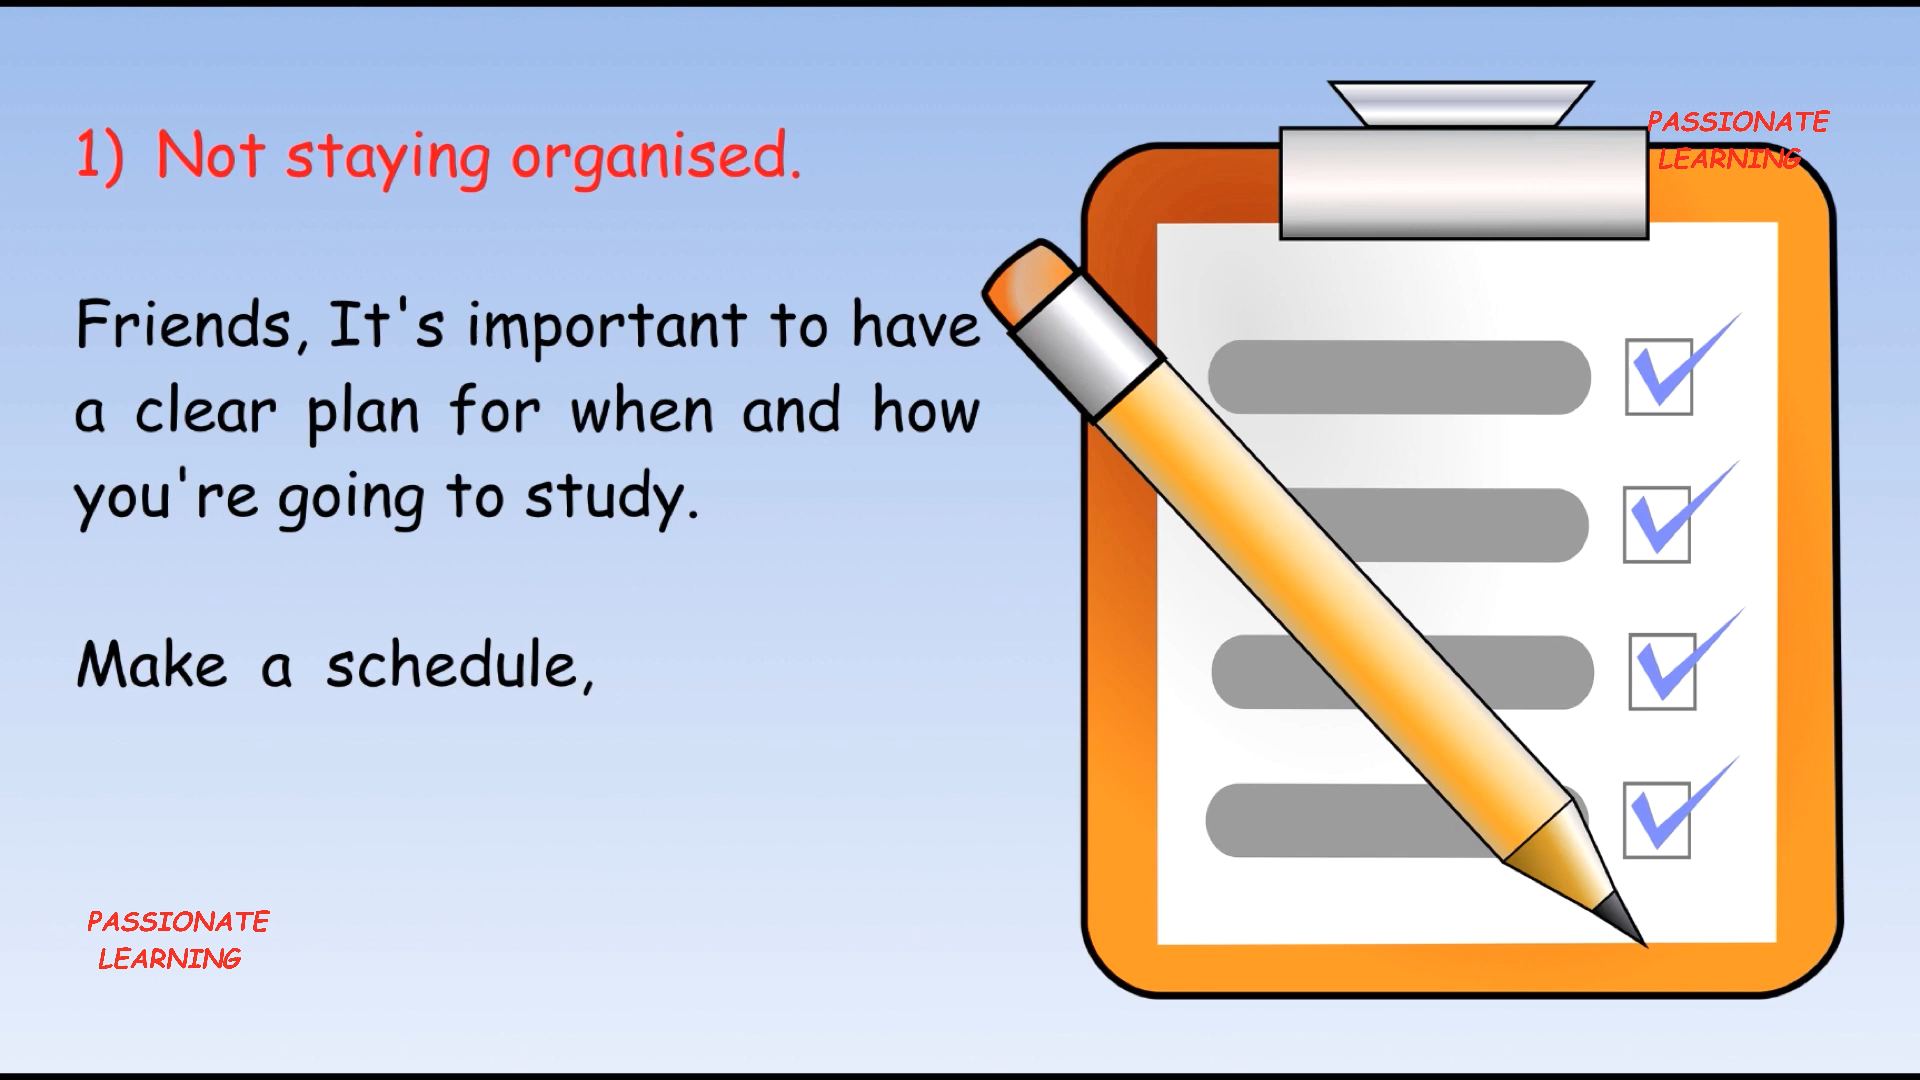 1) Not staying organised.
PASSIONATE
LEARNING
Friends, It's important to have
a clear plan for when and how
you're going to study.
Make a schedule,
PASSIONATE
LEARNING